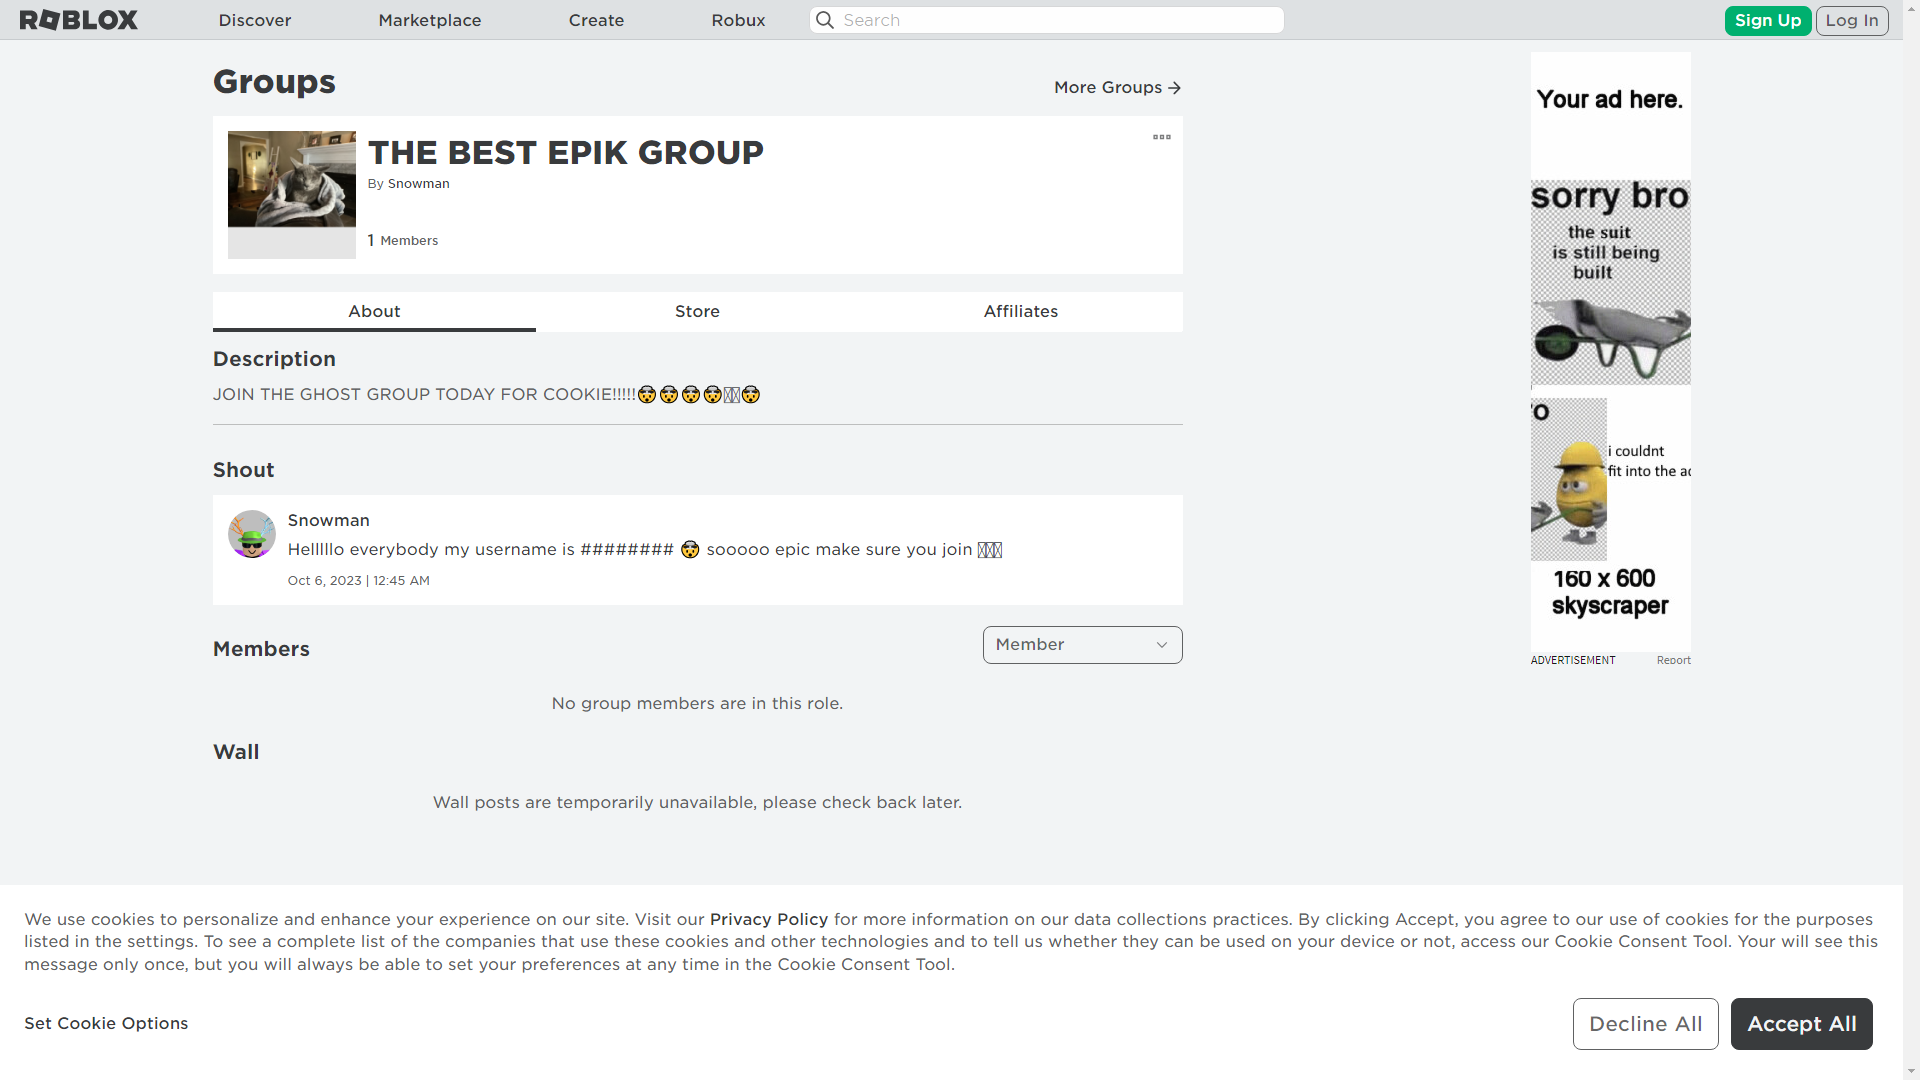 ROBLOX
Discover
Marketplace
Create
Robux
Search
Sign Up
Log In
Groups
More Groups
THE BEST EPIK GROUP
By Snowman
1 Members
About
Store
Affiliates
Description
JOIN THE GHOST GROUP TODAY FOR COOKIE!!!!!🤯🤯🤯🤯🤯
Shout
Snowman
Helllllo everybody my username is ######## 🤯 sooooo epic make sure you join
Oct 6, 2023 | 12:45 AM
Members
Member
No group members are in this role.
Wall
Wall posts are temporarily unavailable, please check back later.
Your ad here.
sorry bro
the suit
is still being
built
ro
i couldnt
fit into the ad
160 x 600
skyscraper
ADVERTISEMENT
Report
We use cookies to personalize and enhance your experience on our site. Visit our Privacy Policy for more information on our data collections practices. By clicking Accept, you agree to our use of cookies for the purposes
listed in the settings. To see a complete list of the companies that use these cookies and other technologies and to tell us whether they can be used on your device or not, access our Cookie Consent Tool. Your will see this
message only once, but you will always be able to set your preferences at any time in the Cookie Consent Tool.
Set Cookie Options
Decline All
Accept All